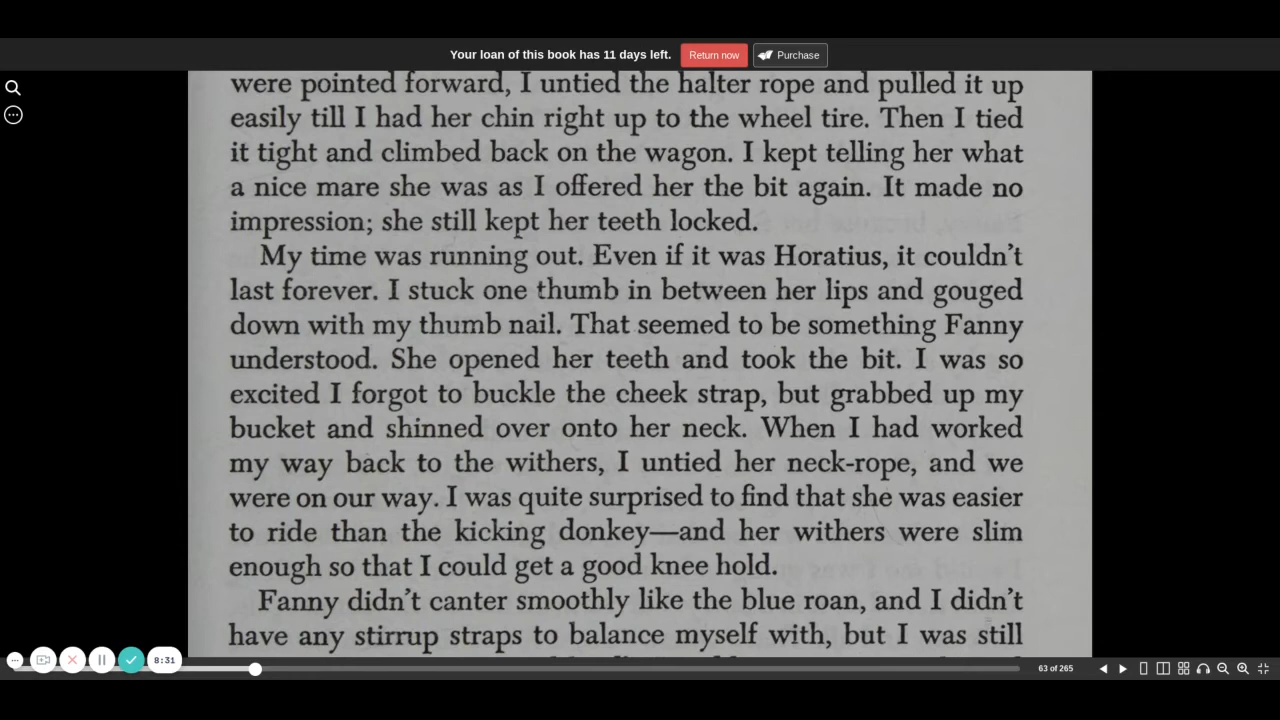 Your loan of this book has 11 days left. Return now Purchase
were pointed forward, I untied the halter rope and pulled it up
easily till I had her chin right up to the wheel tire. Then I tied
it tight and climbed back on the wagon. I kept telling her what
a nice mare she was as I offered her the bit again. It made no
impression; she still kept her teeth locked.
My time was running out. Even if it was Horatius, it couldn't
last forever. I stuck one thumb in between her lips and gouged
down with my thumb nail. That seemed to be something Fanny
understood. She opened her teeth and took the bit. I was so
excited I forgot to buckle the cheek strap, but grabbed up my
bucket and shinned over onto her neck. When I had worked
my way back to the withers, I untied her neck-rope, and we
were on our way. I was quite surprised to find that she was easier
to ride than the kicking donkey—and her withers were slim
enough so that I could get a good knee hold.
Fanny didn't canter smoothly like the blue roan, and I didn't
have any stirrup straps to balance myself with, but I was still
8:31
63 of 265